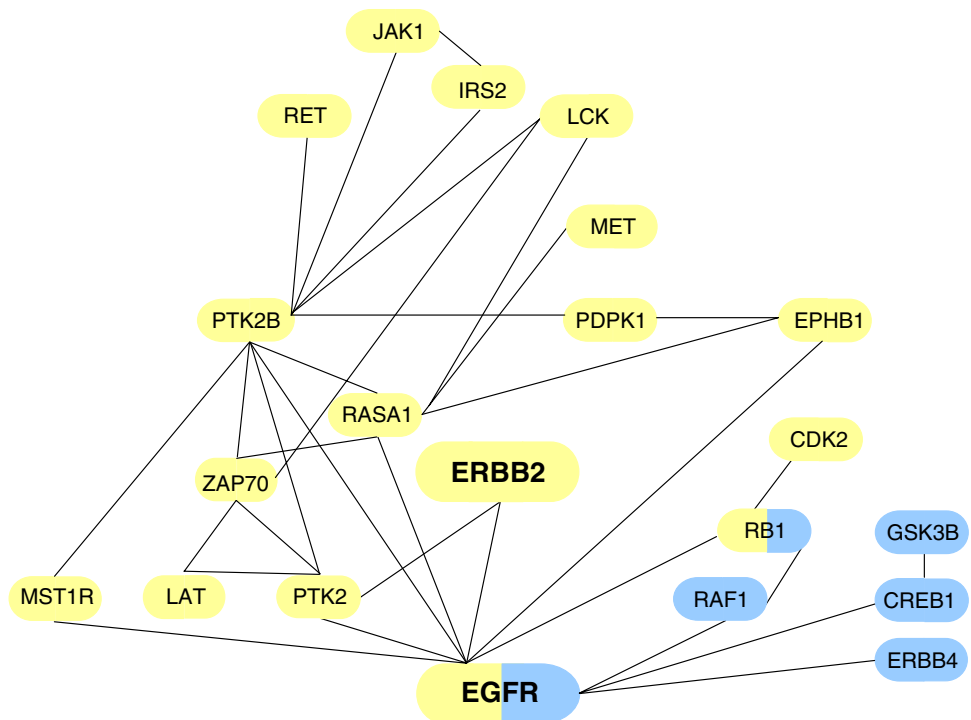 JAK1
IRS2
RET
LCK
MET
PTK2B
PDPK1
EPHB1
RASA1
CDK2
ERBB2
ZAP70
RB1
GSK3B
MST1R
LAT
PTK2
RAF1
CREB1
ERBB4
EGFR